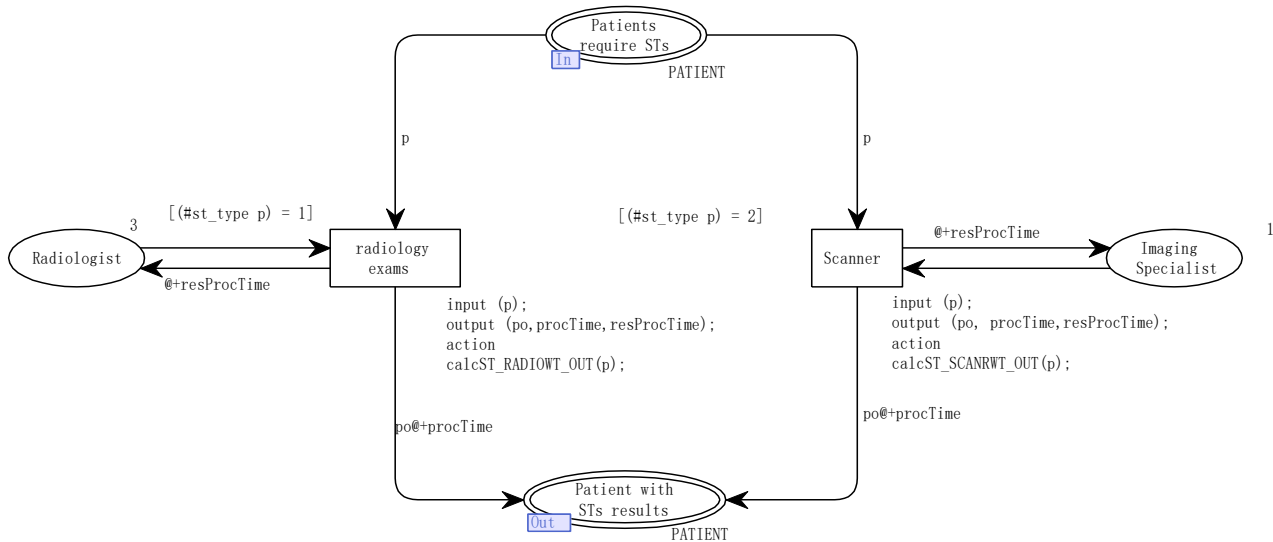 Patients
require STs
In
PATIENT
p
p
[(#st_type p) = 1]
[(#st_type p) = 2]
3
1
Radiologist
radiology
exams
Scanner
@+resProcTime
Imaging
Specialist
@+resProcTime
input (p);
output (po,procTime,resProcTime);
action
calcST_RADIOWT_OUT(p);
input (p);
output (po, procTime,resProcTime);
action
calcST_SCANRWT_OUT(p);
po@+procTime
po@+procTime
Patient with
STs results
Out
PATIENT